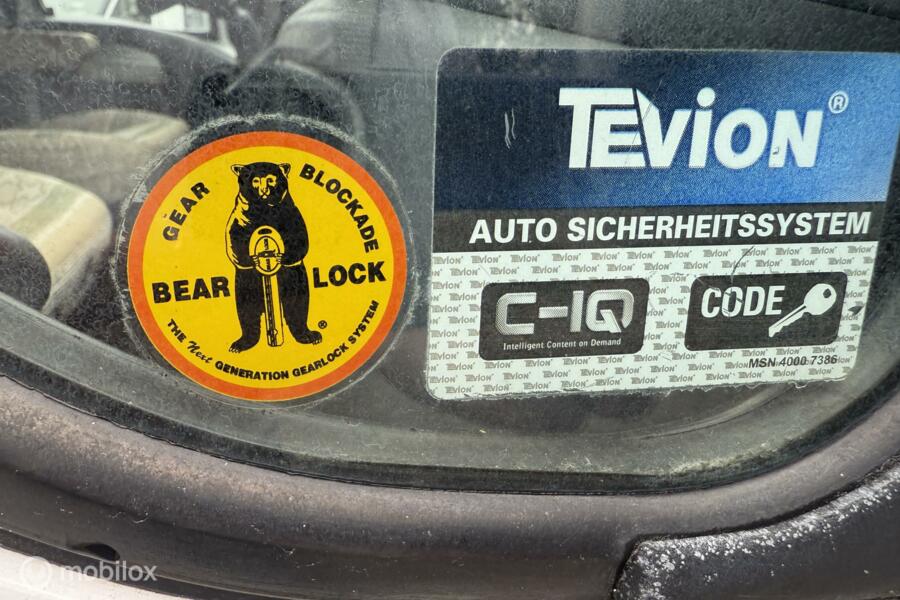 GEAR BLOCKADE
BEAR LOCK
®
THE Next GENERATION GEARLOCK SYSTEM
TEVION®
AUTO SICHERHEITSSYSTEM
C-IQ
Intelligent Content on Demand
CODE
MSN 4000 7386
mobilox